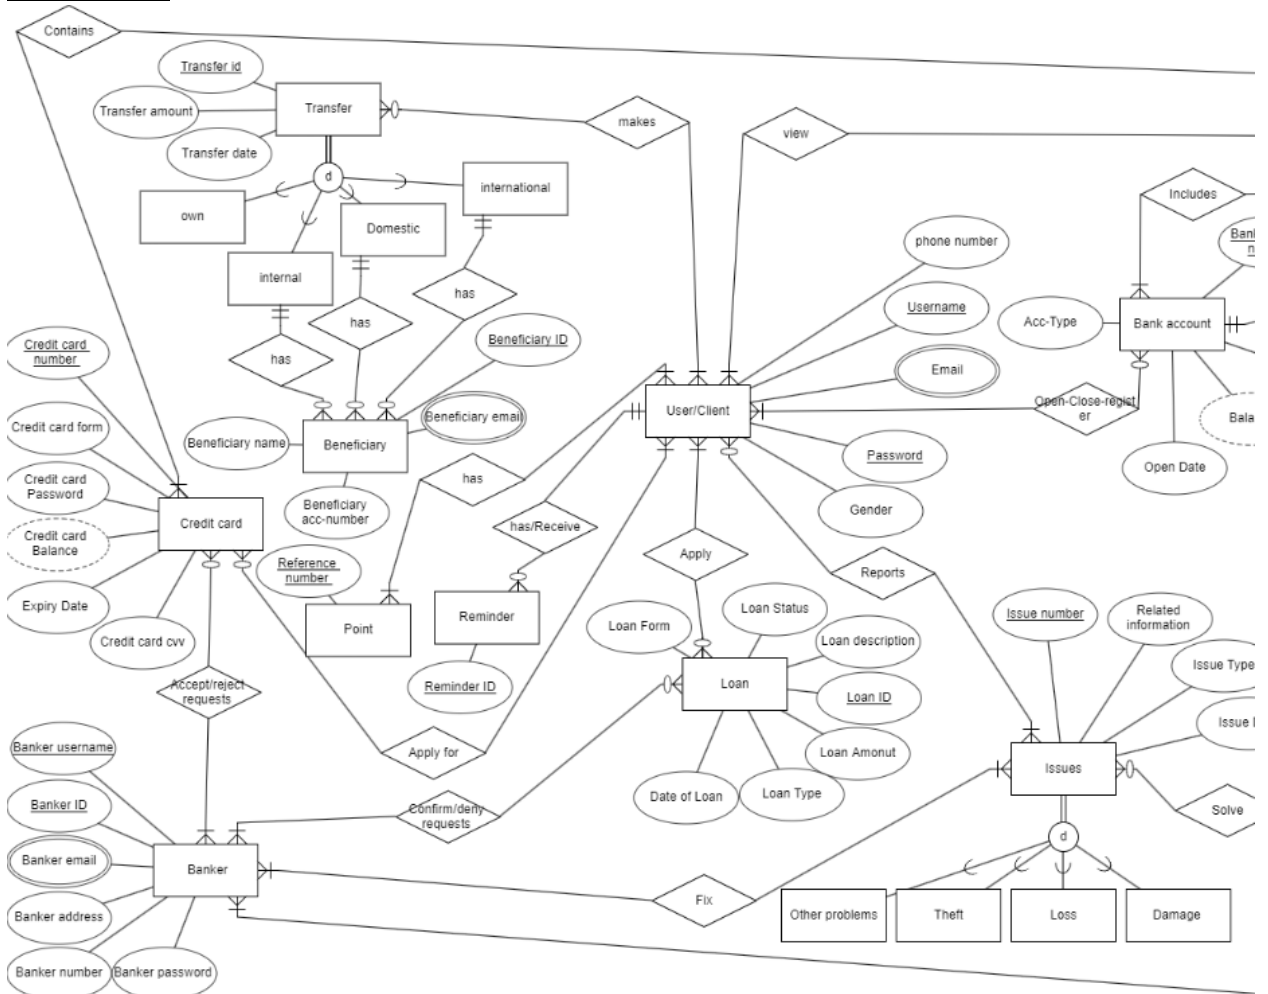 Contains
Transfer id
Transfer
Transfer amount
makes
view
Transfer date
d
international
Includes
own
Domestic
phone number
internal
has
Username
Acc-Type
Bank account
has
Credit card
number
Beneficiary ID
has
Email
Open-Close-regist
er
User/Client
Beneficiary email
Credit card form
Beneficiary name
Beneficiary
Password
Open Date
Credit card
Password
has
Beneficiary
acc-number
Gender
Credit card
has/Receive
Credit card
Balance
Apply
Reference
number
Reports
Expiry Date
Loan Status
Issue number
Related
information
Point
Reminder
Loan Form
Credit card cvv
Loan description
Issue Type
Accept/reject
requests
Reminder ID
Loan
Loan ID
Issue
Banker username
Apply for
Loan Amonut
Issues
Date of Loan
Loan Type
Banker ID
Confirm/deny
requests
Solve
d
Banker email
Banker
Fix
Banker address
Other problems
Theft
Loss
Damage
Banker number
Banker password